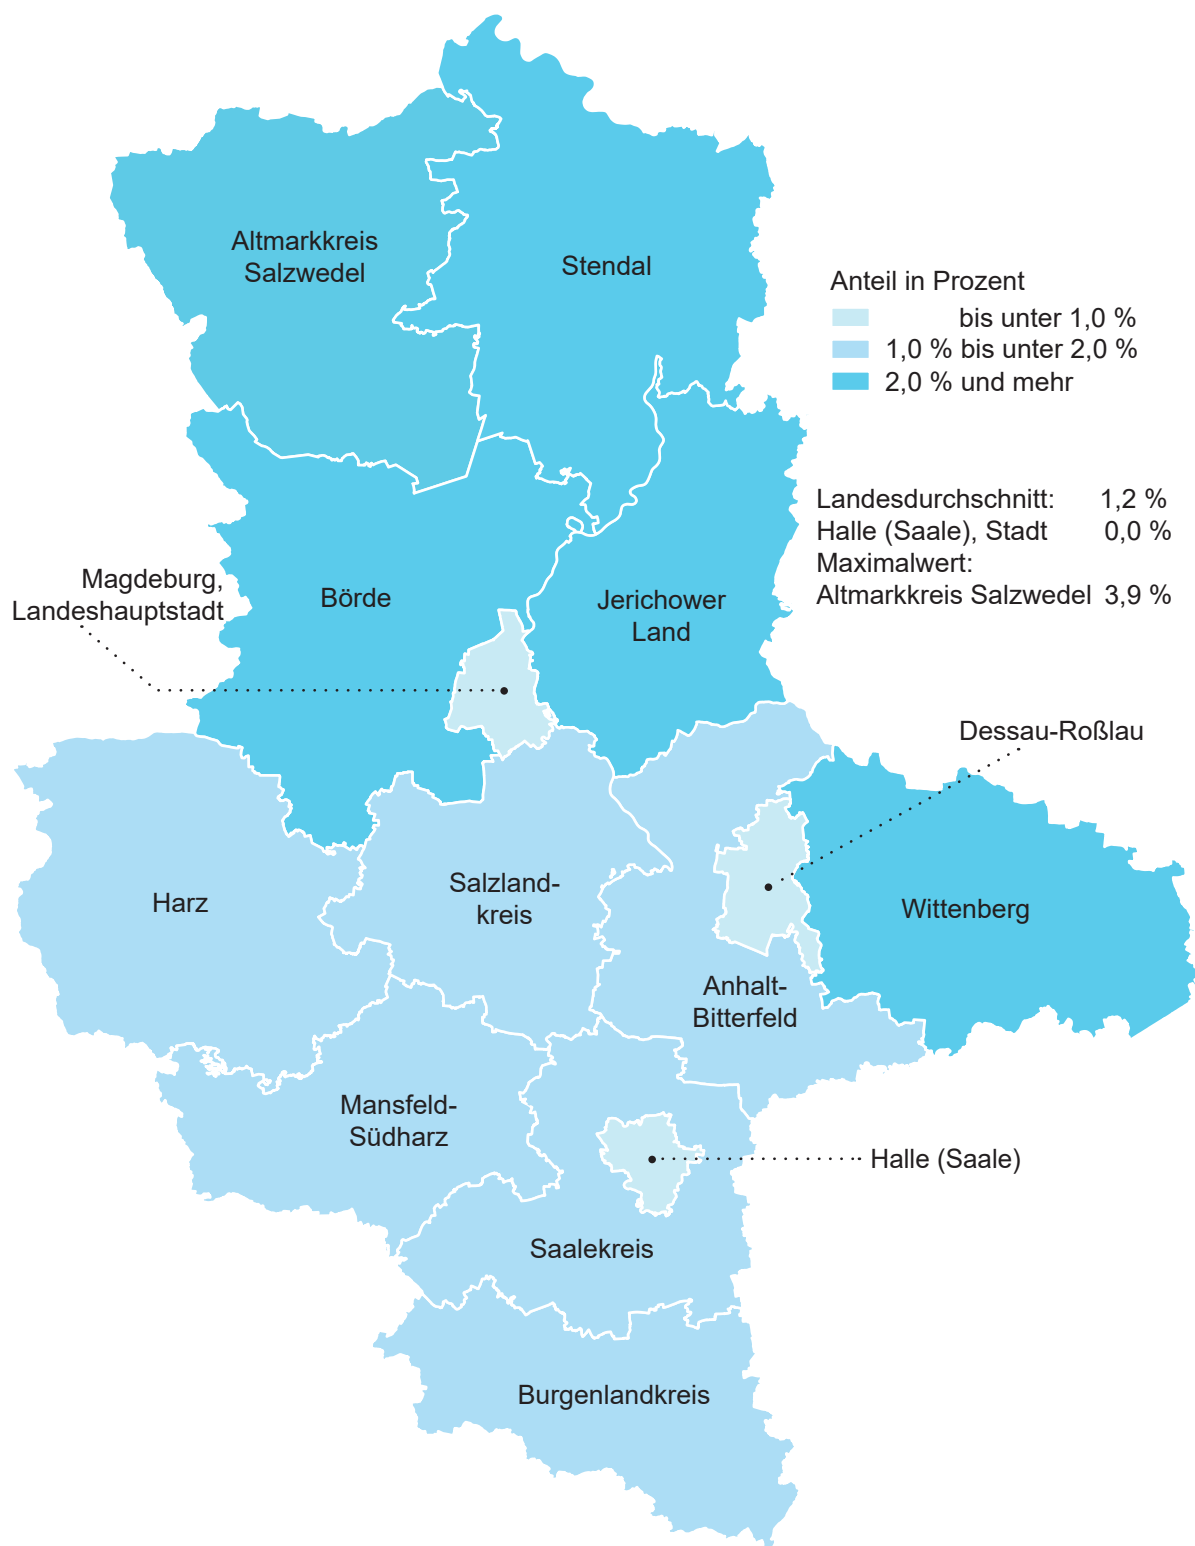 Altmarkkreis
Salzwedel
Stendal
Anteil in Prozent
bis unter 1,0 %
1,0 % bis unter 2,0 %
2,0 % und mehr
Landesdurchschnitt: 1,2 %
Halle (Saale), Stadt 0,0 %
Maximalwert:
Altmarkkreis Salzwedel 3,9 %
Magdeburg,
Landeshauptstadt
Börde
Jerichower
Land
Dessau-Roßlau
Harz
Salzland-
kreis
Wittenberg
Anhalt-
Bitterfeld
Mansfeld-
Südharz
Halle (Saale)
Saalekreis
Burgenlandkreis